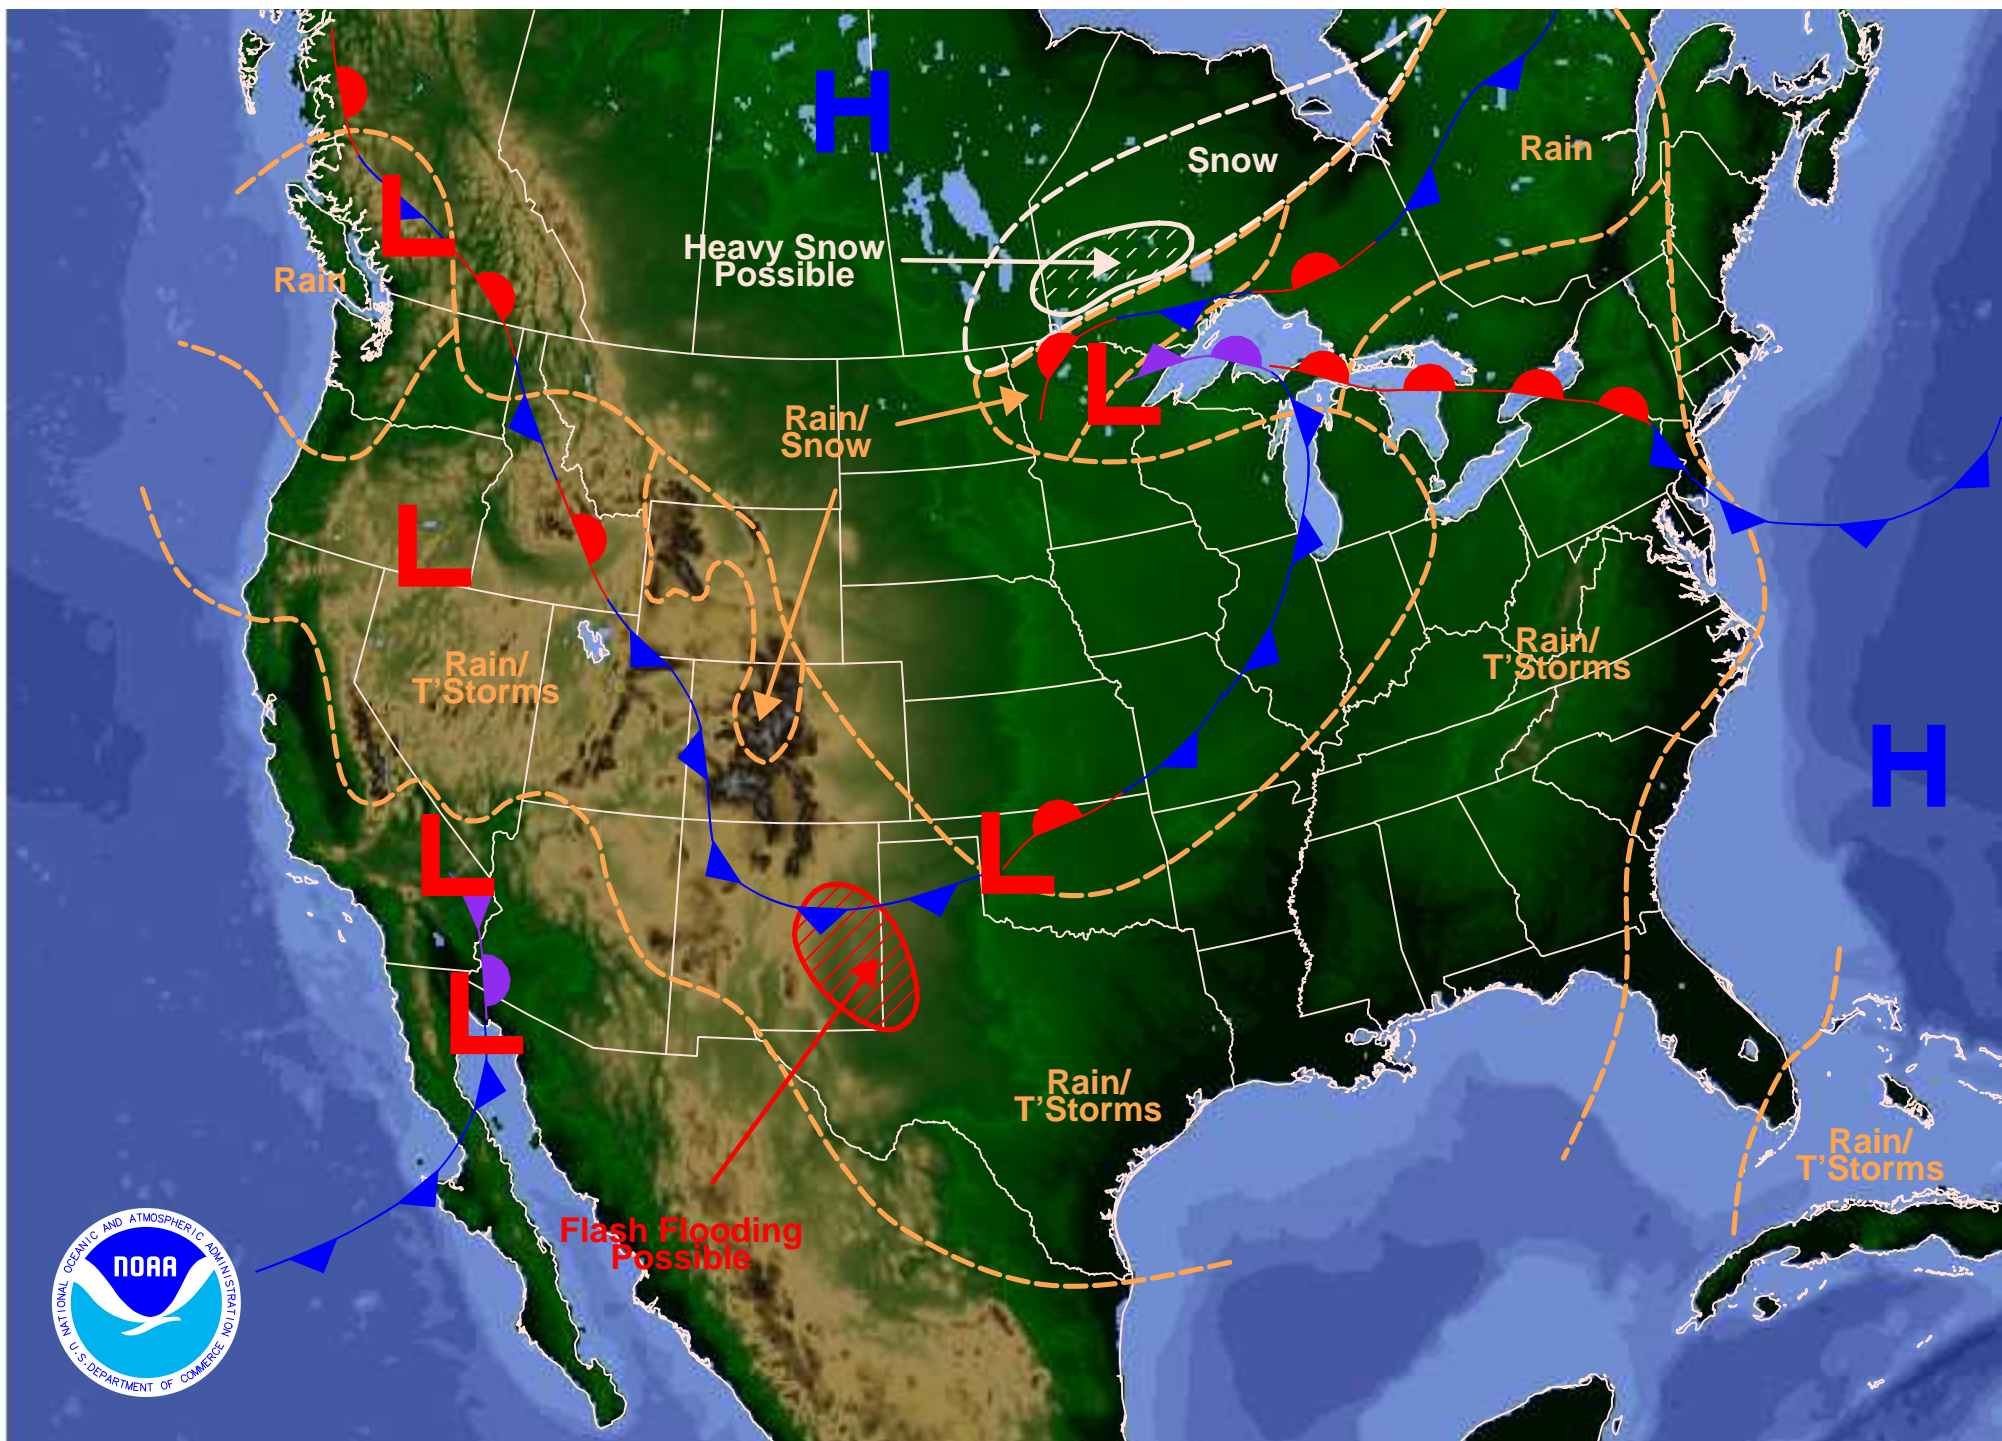 H
Rain
Snow
L
Heavy Snow
Possible
Rain
L
Rain/
Snow
L
Rain/
T'Storms
Rain/
T'Storms
H
L
L
L
Rain/
T'Storms
Rain/
T'Storms
Flash Flooding
Possible
NATIONAL OCEANIC AND ATMOSPHERIC ADMINISTRATION
NOAA
U.S. DEPARTMENT OF COMMERCE